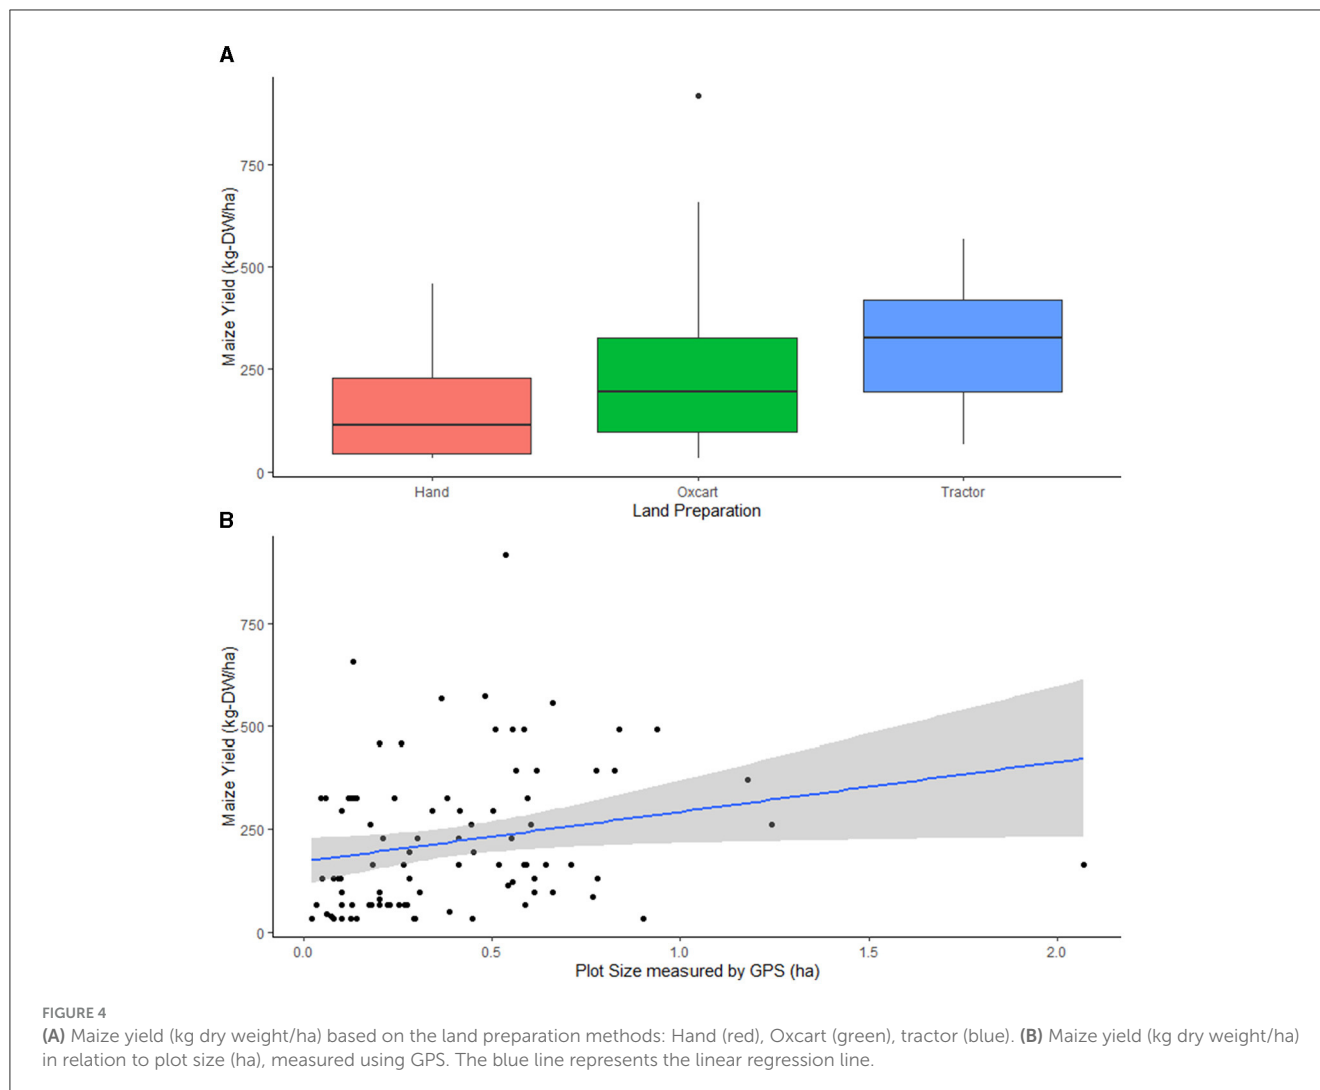 A
Maize Yield (kg-DW/ha)
750
500
250
0
Hand Oxcart Tractor
Land Preparation
B
Maize Yield (kg-DW/ha)
750
500
250
0
0.0 0.5 1.0 1.5 2.0
Plot Size measured by GPS (ha)
FIGURE 4
(A) Maize yield (kg dry weight/ha) based on the land preparation methods: Hand (red), Oxcart (green), tractor (blue). (B) Maize yield (kg dry weight/ha)
in relation to plot size (ha), measured using GPS. The blue line represents the linear regression line.